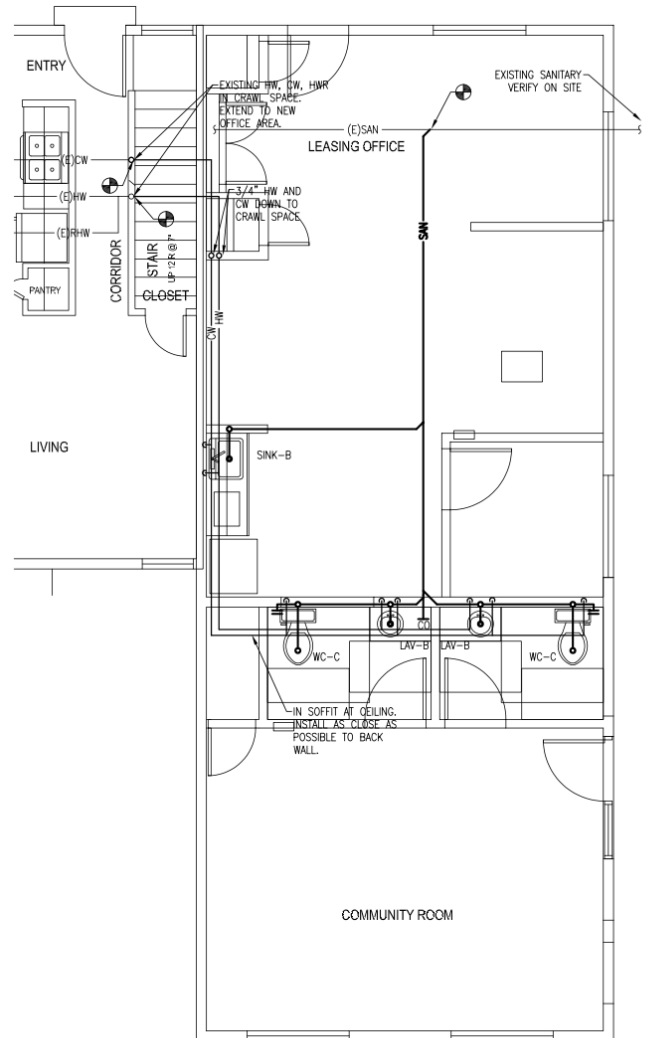 ENTRY
EXISTING HW, CW, HWR
IN CRAWL SPACE.
EXTEND TO NEW
OFFICE AREA.
EXISTING SANITARY
VERIFY ON SITE
(E)SAN
LEASING OFFICE
(E)CW
(E)HW
(E)RHW
3/4" HW AND
CW DOWN TO
CRAWL SPACE
PANTRY
CORRIDOR
STAIR
UP 12 R @ 7"
CLOSET
SAN
CW
HW
LIVING
SINK-B
CO
WC-C
LAV-B
LAV-B
WC-C
IN SOFFIT AT CEILING.
INSTALL AS CLOSE AS
POSSIBLE TO BACK
WALL.
COMMUNITY ROOM